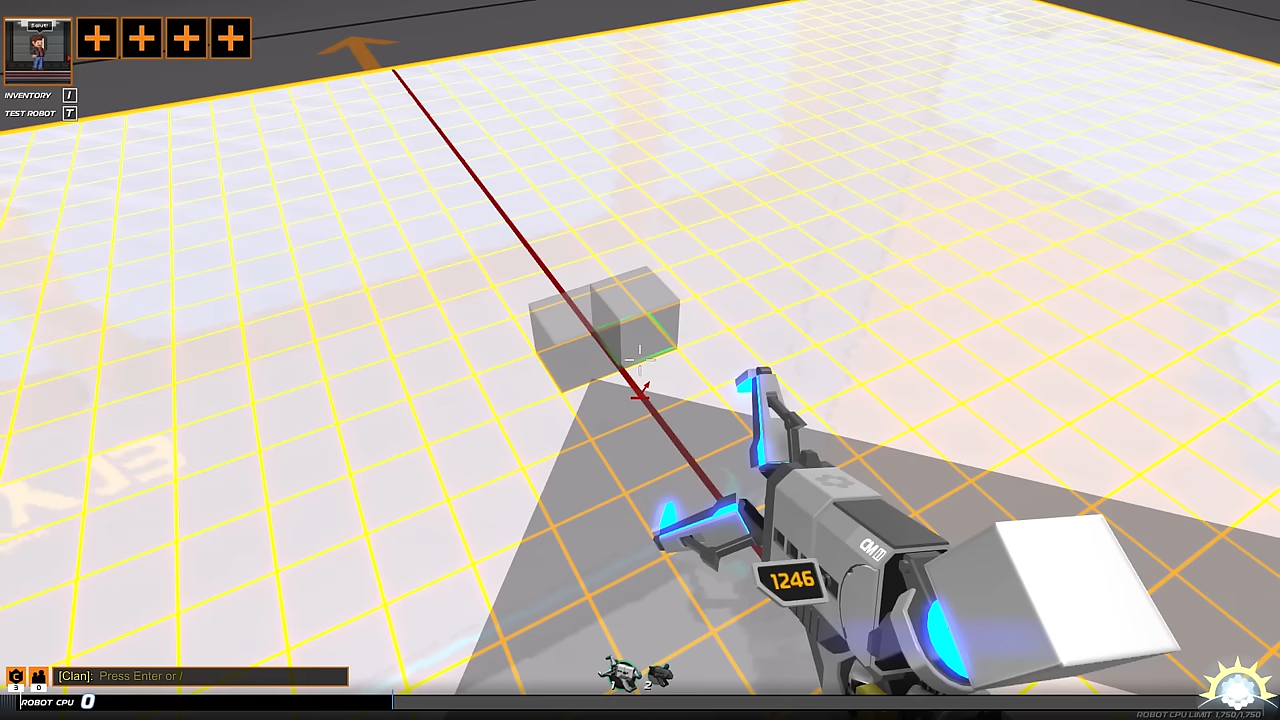 INVENTORY I
TEST ROBOT T
CM
1246
[Clan]: Press Enter or /
3 0
1 2
ROBOT CPU 0
ROBOT CPU LIMIT 1,750/1,750